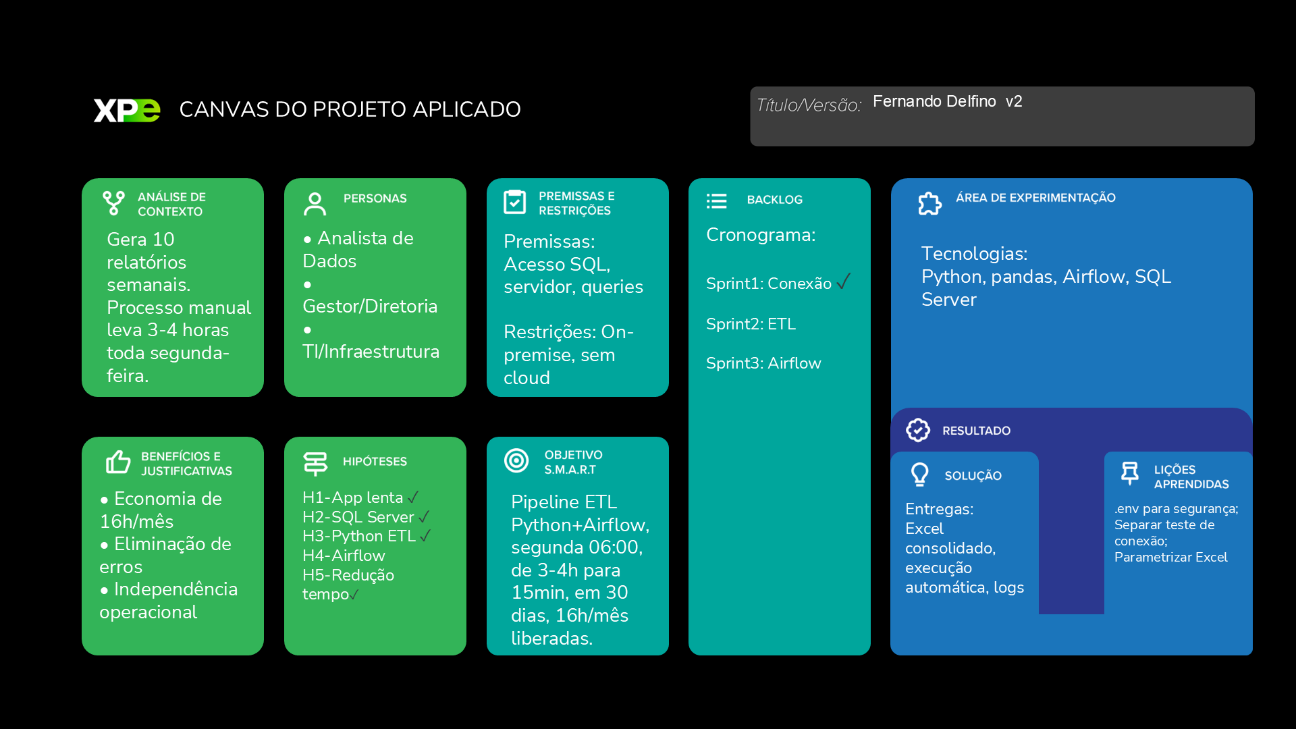 XPe
CANVAS DO PROJETO APLICADO
Título/Versão: Fernando Delfino v2
ANÁLISE DE
CONTEXTO
Gera 10
relatórios
semanais.
Processo manual
leva 3-4 horas
toda segunda-
feira.
PERSONAS
● Analista de
Dados
●
Gestor/Diretoria
●
TI/Infraestrutura
PREMISSAS E
RESTRIÇÕES
Premissas:
Acesso SQL,
servidor, queries
Restrições: On-
premise, sem
cloud
BACKLOG
Cronograma:
Sprint1: Conexão ✓
Sprint2: ETL
Sprint3: Airflow
ÁREA DE EXPERIMENTAÇÃO
Tecnologias:
Python, pandas, Airflow, SQL
Server
BENEFÍCIOS E
JUSTIFICATIVAS
● Economia de
16h/mês
● Eliminação de
erros
● Independência
operacional
HIPÓTESES
H1-App lenta ✓
H2-SQL Server ✓
H3-Python ETL ✓
H4-Airflow
H5-Redução
tempo✓
OBJETIVO
S.M.A.R.T
Pipeline ETL
Python+Airflow,
segunda 06:00,
de 3-4h para
15min, em 30
dias, 16h/mês
liberadas.
RESULTADO
SOLUÇÃO
Entregas:
Excel
consolidado,
execução
automática, logs
LIÇÕES
APRENDIDAS
.env para segurança;
Separar teste de
conexão;
Parametrizar Excel